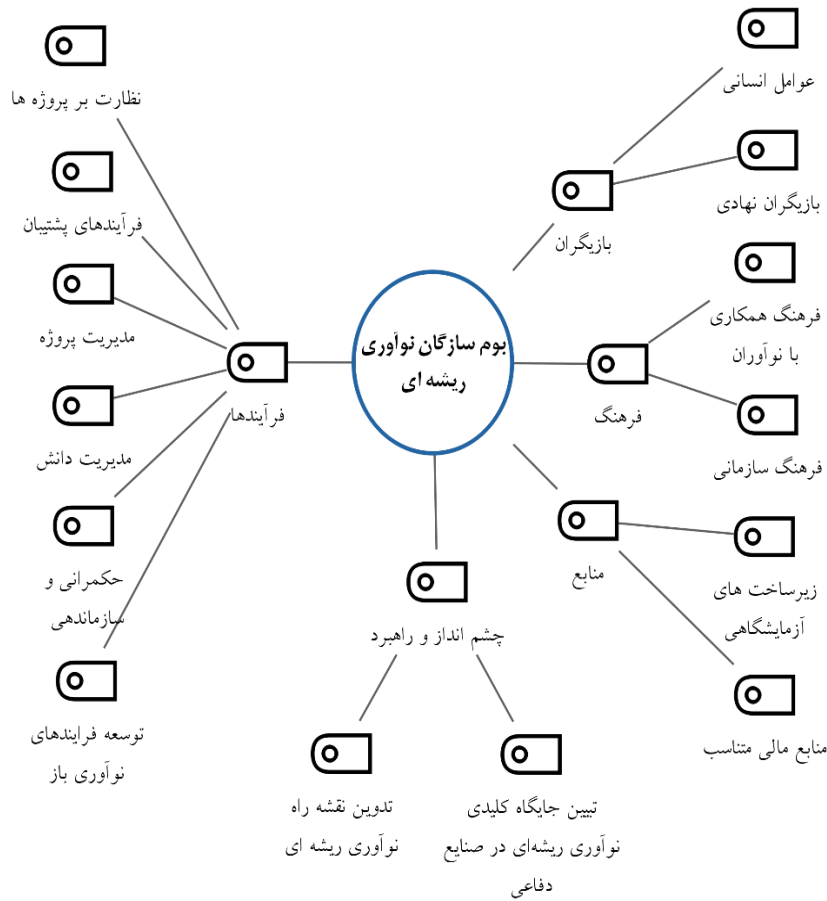 بوم سازگان نوآوری
ریشه ای
بازیگران
عوامل انسانی
بازیگران نهادی
فرهنگ
فرهنگ همکاری
با نوآوران
فرهنگ سازمانی
منابع
زیرساخت های
آزمایشگاهی
منابع مالی متناسب
چشم انداز و راهبرد
تبیین جایگاه کلیدی
نوآوری ریشه‌ای در صنایع
دفاعی
تدوین نقشه راه
نوآوری ریشه ای
فرآیندها
نظارت بر پروژه ها
فرآیندهای پشتیبان
مدیریت پروژه
مدیریت دانش
حکمرانی و
سازماندهی
توسعه فرایندهای
نوآوری باز